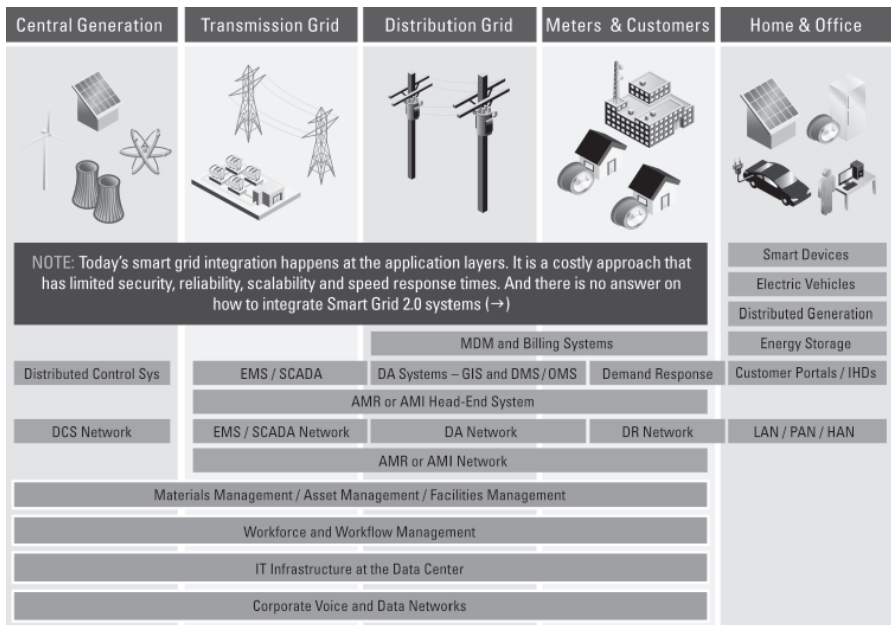 Central Generation
Transmission Grid
Distribution Grid
Meters & Customers
Home & Office
NOTE: Today's smart grid integration happens at the application layers. It is a costly approach that
has limited security, reliability, scalability and speed response times. And there is no answer on
how to integrate Smart Grid 2.0 systems (→)
Smart Devices
Electric Vehicles
Distributed Generation
MDM and Billing Systems
Energy Storage
Distributed Control Sys
EMS / SCADA
DA Systems – GIS and DMS/OMS
Demand Response
Customer Portals / IHDs
AMR or AMI Head-End System
DCS Network
EMS / SCADA Network
DA Network
DR Network
LAN / PAN / HAN
AMR or AMI Network
Materials Management / Asset Management / Facilities Management
Workforce and Workflow Management
IT Infrastructure at the Data Center
Corporate Voice and Data Networks